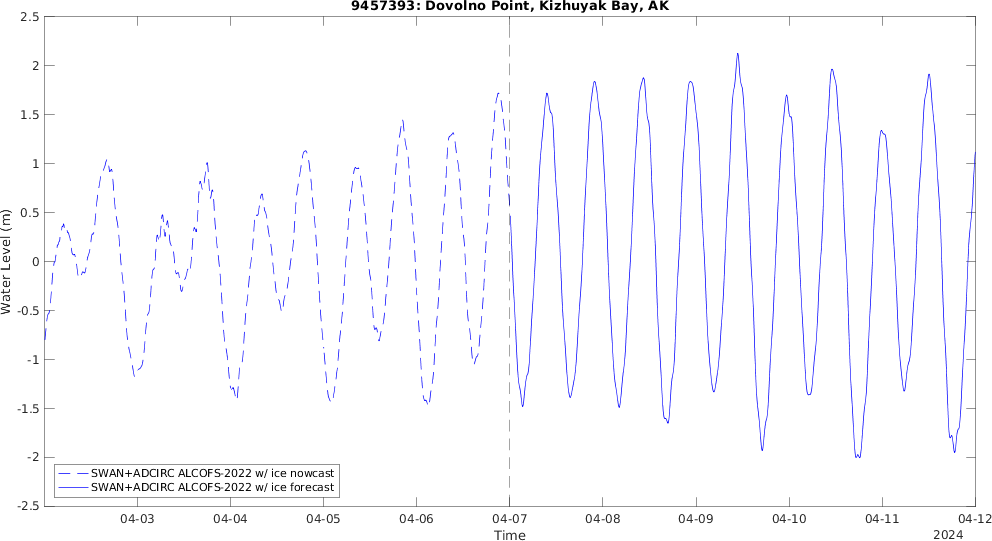 9457393: Dovolno Point, Kizhuyak Bay, AK
2.5
2
1.5
1
0.5
0
-0.5
-1
-1.5
-2
-2.5
Water Level (m)
SWAN+ADCIRC ALCOFS-2022 w/ ice nowcast
SWAN+ADCIRC ALCOFS-2022 w/ ice forecast
04-03 04-04 04-05 04-06 04-07 04-08 04-09 04-10 04-11 04-12
Time
2024